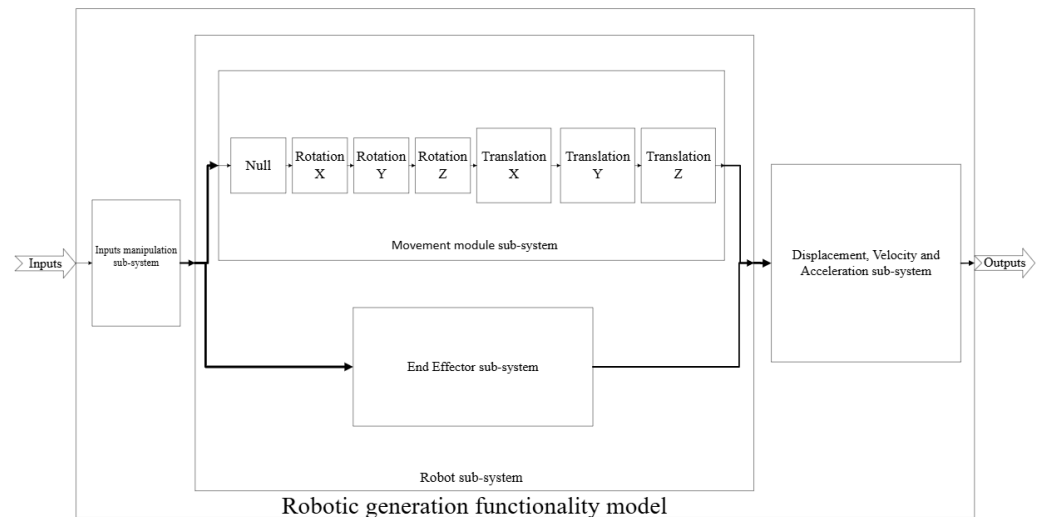 Null
Rotation
X
Rotation
Y
Rotation
Z
Translation
X
Translation
Y
Translation
Z
Movement module sub-system
Inputs
Inputs manipulation
sub-system
Displacement, Velocity and
Acceleration sub-system
Outputs
End Effector sub-system
Robot sub-system
Robotic generation functionality model